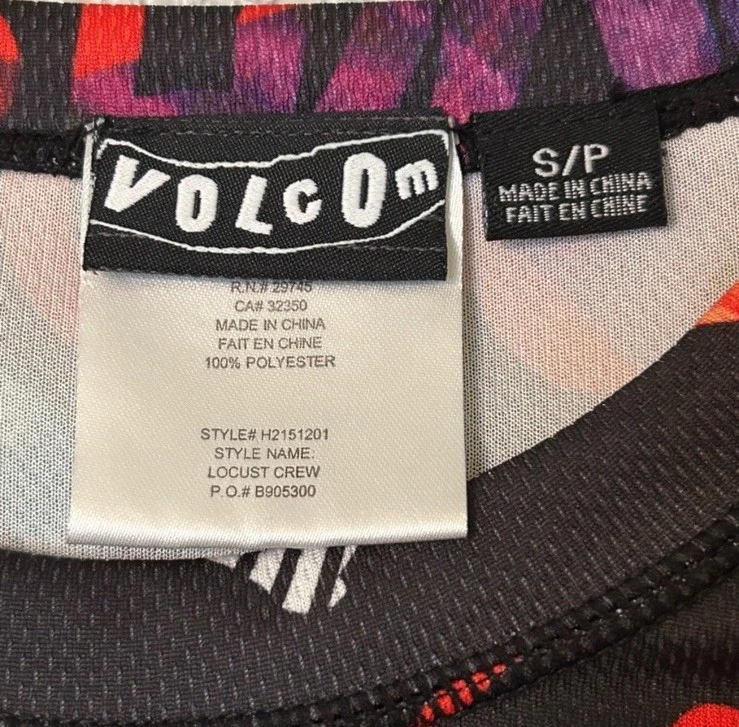 VOLCOm
S/P
MADE IN CHINA
FAIT EN CHINE
R.N.# 29745
CA# 32350
MADE IN CHINA
FAIT EN CHINE
100% POLYESTER
STYLE# H2151201
STYLE NAME:
LOCUST CREW
P.O.# B905300